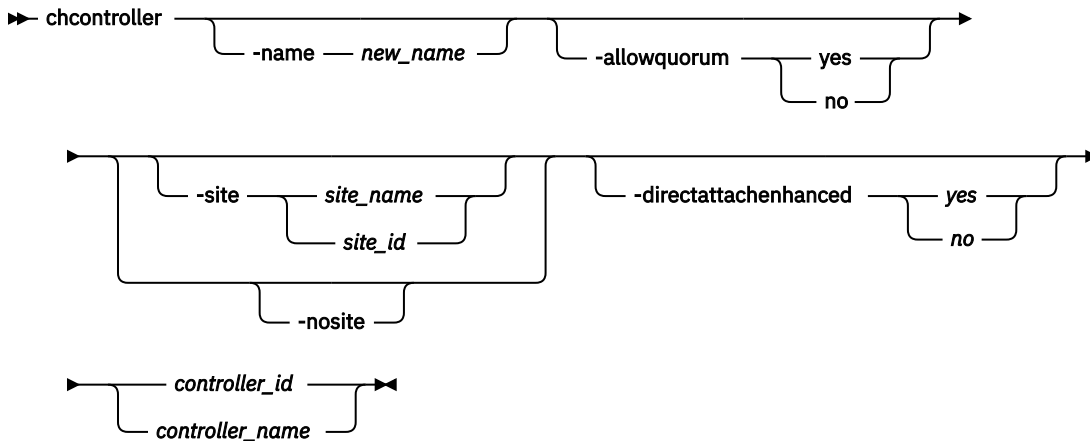 chcontroller
-name new_name
-allowquorum yes
no
-site site_name
site_id
-directattachenhanced yes
no
-nosite
controller_id
controller_name